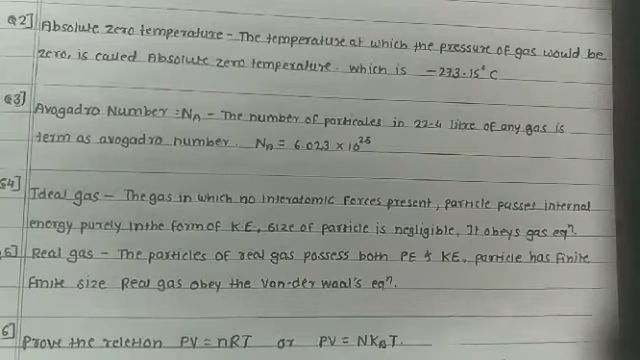 Q2] Absolute zero temperature - The temperature at which the pressure of gas would be
zero, is called Absolute zero temperature. which is -273.15°C
Q3] Avogadro Number : NA - The number of particales in 22.4 litre of any gas is
term as avogadro number. NA = 6.023 × 10²⁶
Q4] Ideal gas - The gas in which no interatomic forces present, particle passes internal
energy purely in the form of K.E, size of particle is negligible, It obeys gas eqⁿ.
5] Real gas - The particles of real gas possess both PE & KE, particle has finite
finite size Real gas obey the van-der waal's eqⁿ.
6] Prove the reletion PV = nRT or PV = NKBT.